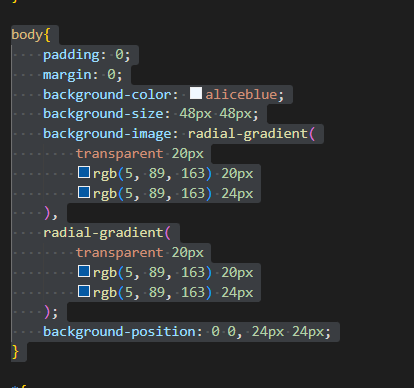 body{
padding: 0;
margin: 0;
background-color: aliceblue;
background-size: 48px 48px;
background-image: radial-gradient(
transparent 20px
rgb(5, 89, 163) 20px
rgb(5, 89, 163) 24px
),
radial-gradient(
transparent 20px
rgb(5, 89, 163) 20px
rgb(5, 89, 163) 24px
);
background-position: 0 0, 24px 24px;
}